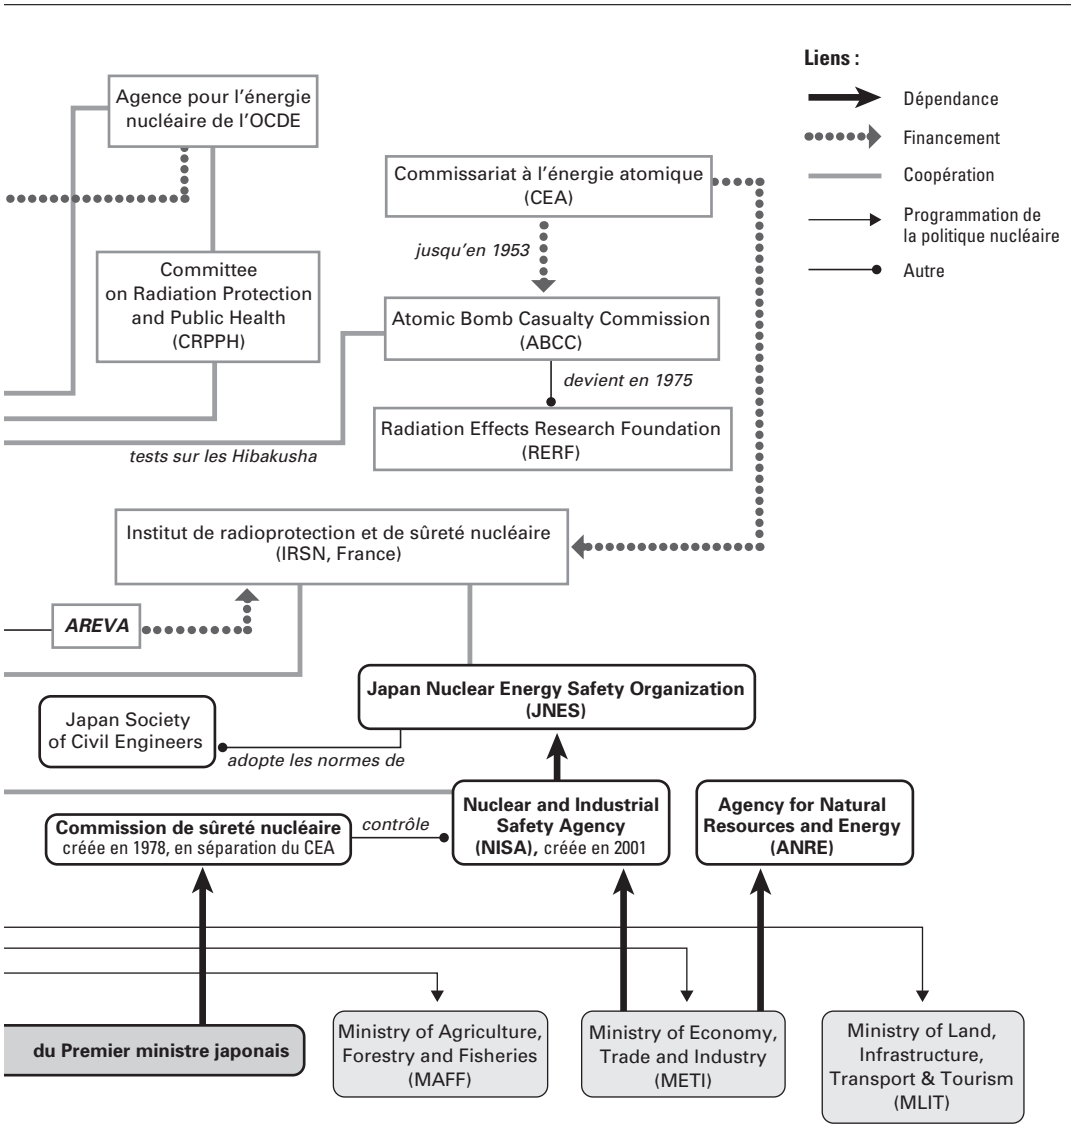 Liens :
Dépendance
Financement
Coopération
Programmation de
la politique nucléaire
Autre
Agence pour l'énergie
nucléaire de l'OCDE
Commissariat à l'énergie atomique
(CEA)
jusqu'en 1953
Committee
on Radiation Protection
and Public Health
(CRPPH)
Atomic Bomb Casualty Commission
(ABCC)
devient en 1975
Radiation Effects Research Foundation
(RERF)
tests sur les Hibakusha
Institut de radioprotection et de sûreté nucléaire
(IRSN, France)
AREVA
Japan Nuclear Energy Safety Organization
(JNES)
Japan Society
of Civil Engineers
adopte les normes de
Nuclear and Industrial
Safety Agency
(NISA), créée en 2001
Agency for Natural
Resources and Energy
(ANRE)
Commission de sûreté nucléaire
créée en 1978, en séparation du CEA
contrôle
du Premier ministre japonais
Ministry of Agriculture,
Forestry and Fisheries
(MAFF)
Ministry of Economy,
Trade and Industry
(METI)
Ministry of Land,
Infrastructure,
Transport & Tourism
(MLIT)